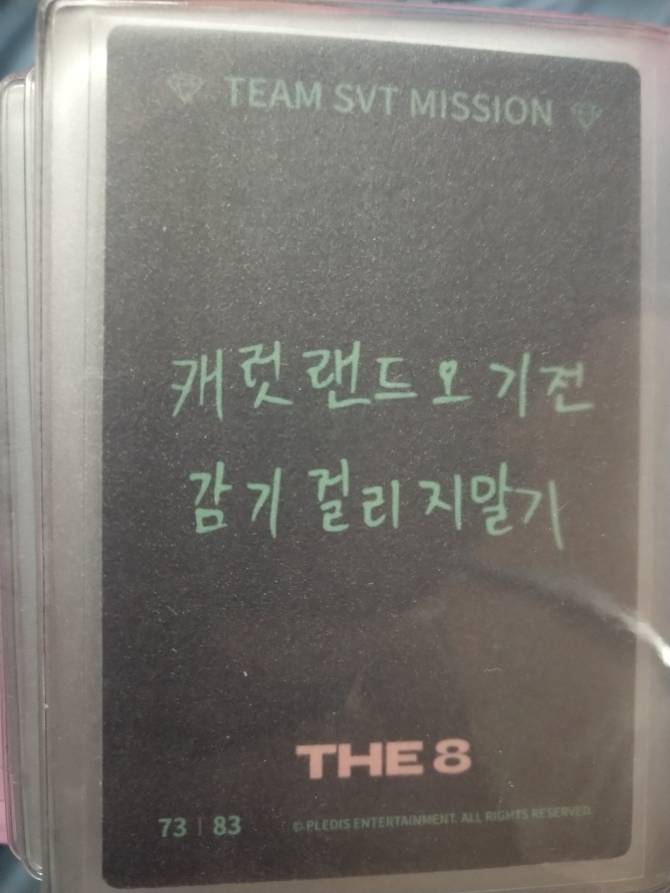 TEAM SVT MISSION
캐럿랜드 오기전
감기 걸리지말기
THE 8
73 | 83
© PLEDIS ENTERTAINMENT. ALL RIGHTS RESERVED.